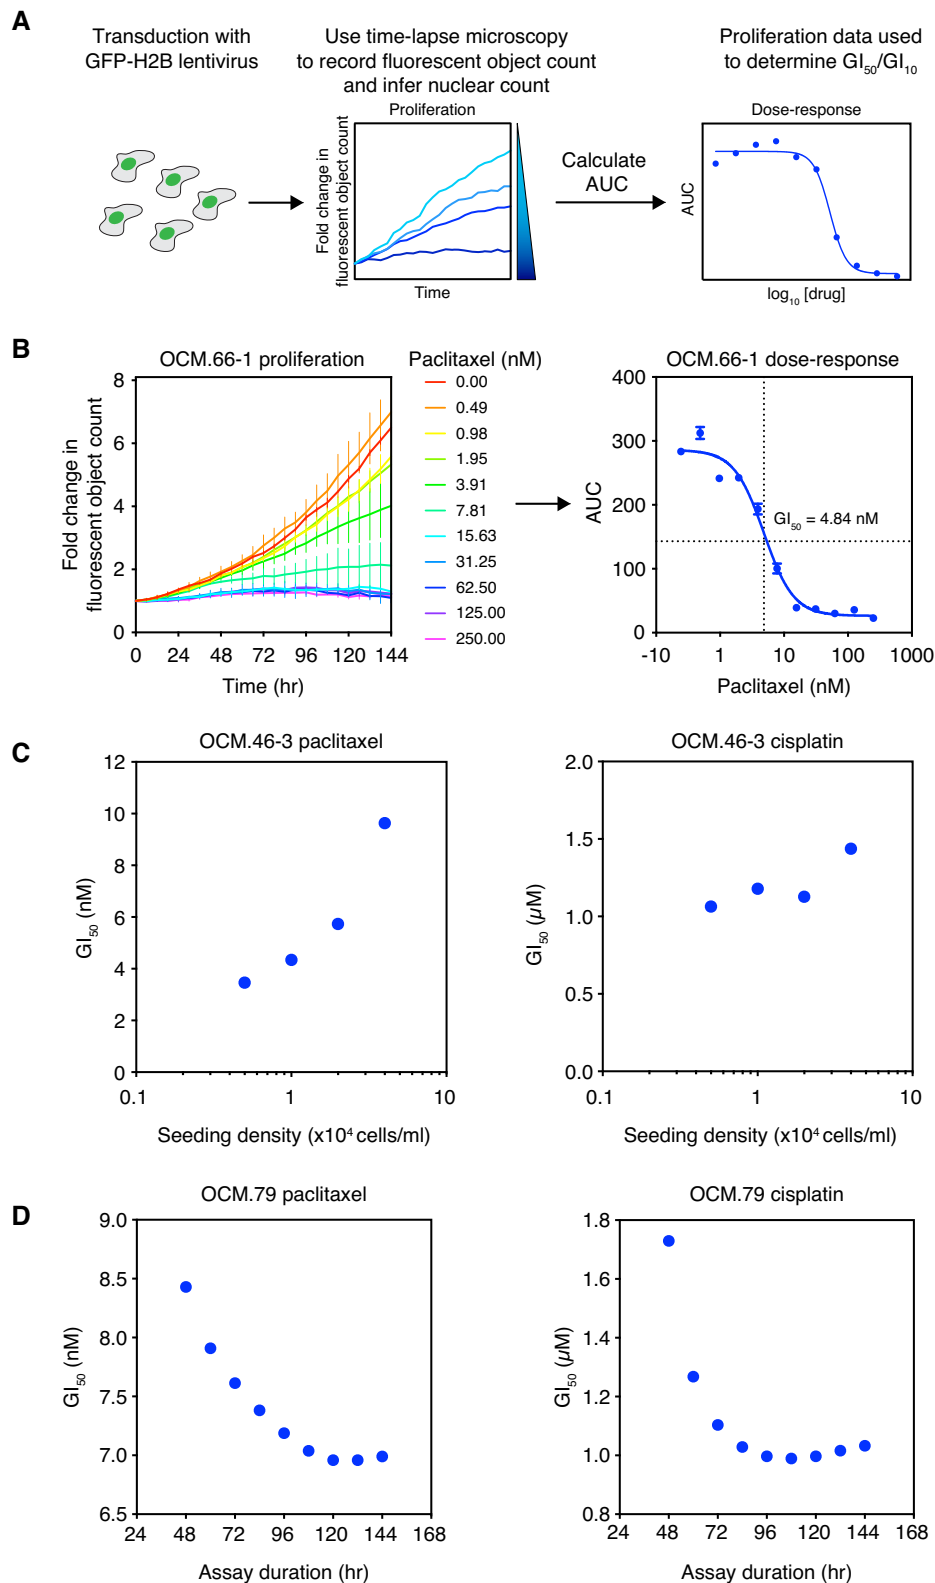 A
Transduction with
GFP-H2B lentivirus
Use time-lapse microscopy
to record fluorescent object count
and infer nuclear count
Proliferation data used
to determine GI50/GI10
Proliferation
Fold change in
fluorescent object count
Time
Calculate
AUC
Dose-response
AUC
log10 [drug]
B
OCM.66-1 proliferation
Fold change in
fluorescent object count
8
6
4
2
0
0 24 48 72 96 120 144
Time (hr)
Paclitaxel (nM)
0.00
0.49
0.98
1.95
3.91
7.81
15.63
31.25
62.50
125.00
250.00
OCM.66-1 dose-response
AUC
400
300
200
100
0
GI50 = 4.84 nM
-10 1 10 100 1000
Paclitaxel (nM)
C
OCM.46-3 paclitaxel
GI50 (nM)
12
10
8
6
4
2
0
0.1 1 10
Seeding density (x10⁴ cells/ml)
OCM.46-3 cisplatin
GI50 (µM)
2.0
1.5
1.0
0.5
0.0
0.1 1 10
Seeding density (x10⁴ cells/ml)
D
OCM.79 paclitaxel
GI50 (nM)
9.0
8.5
8.0
7.5
7.0
6.5
24 48 72 96 120 144 168
Assay duration (hr)
OCM.79 cisplatin
GI50 (µM)
1.8
1.6
1.4
1.2
1.0
0.8
24 48 72 96 120 144 168
Assay duration (hr)